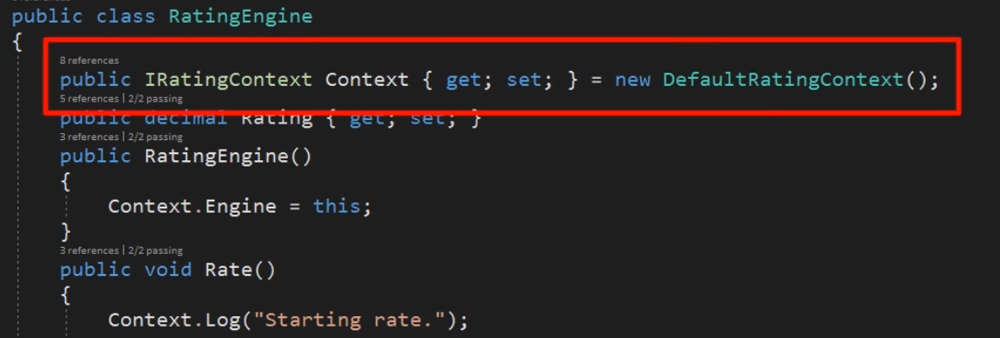 public class RatingEngine
{
8 references
public IRatingContext Context { get; set; } = new DefaultRatingContext();
5 references | 2/2 passing
public decimal Rating { get; set; }
3 references | 2/2 passing
public RatingEngine()
{
Context.Engine = this;
}
3 references | 2/2 passing
public void Rate()
{
Context.Log("Starting rate.");